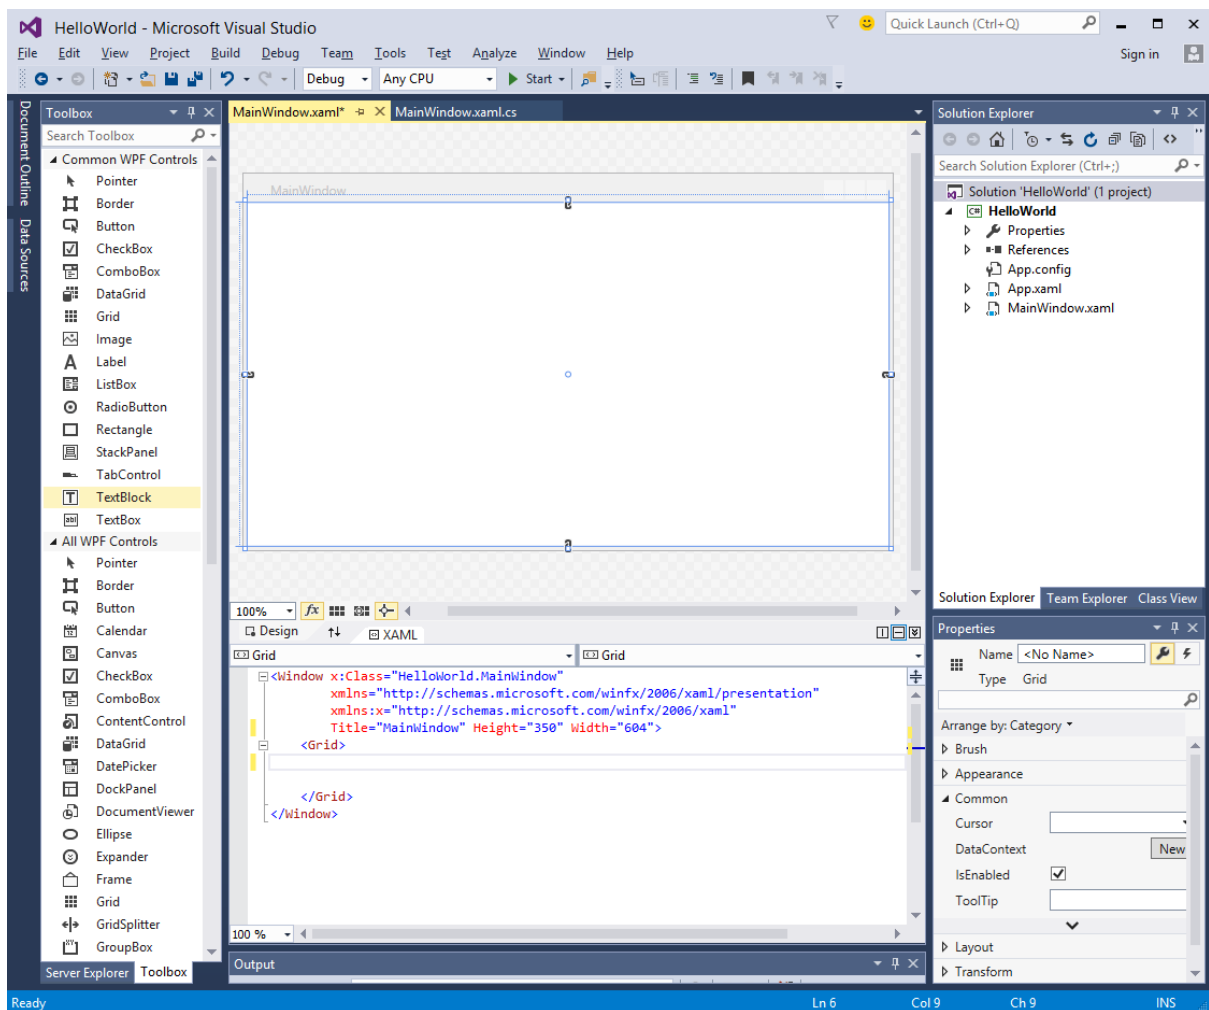 HelloWorld - Microsoft Visual Studio
Quick Launch (Ctrl+Q)
File Edit View Project Build Debug Team Tools Test Analyze Window Help
Sign in
Debug Any CPU Start
Document Outline
Data Sources
Toolbox
Search Toolbox
Common WPF Controls
Pointer
Border
Button
CheckBox
ComboBox
DataGrid
Grid
Image
Label
ListBox
RadioButton
Rectangle
StackPanel
TabControl
TextBlock
TextBox
All WPF Controls
Pointer
Border
Button
Calendar
Canvas
CheckBox
ComboBox
ContentControl
DataGrid
DatePicker
DockPanel
DocumentViewer
Ellipse
Expander
Frame
Grid
GridSplitter
GroupBox
Server Explorer Toolbox
MainWindow.xaml* MainWindow.xaml.cs
MainWindow
100%
Design XAML
Grid Grid
<Window x:Class="HelloWorld.MainWindow"
xmlns="http://schemas.microsoft.com/winfx/2006/xaml/presentation"
xmlns:x="http://schemas.microsoft.com/winfx/2006/xaml"
Title="MainWindow" Height="350" Width="604">
<Grid>
</Grid>
</Window>
100 %
Output
Solution Explorer
Search Solution Explorer (Ctrl+;)
Solution 'HelloWorld' (1 project)
C# HelloWorld
Properties
References
App.config
App.xaml
MainWindow.xaml
Solution Explorer Team Explorer Class View
Properties
Name <No Name>
Type Grid
Arrange by: Category
Brush
Appearance
Common
Cursor
DataContext New
IsEnabled
ToolTip
Layout
Transform
Ready Ln 6 Col 9 Ch 9 INS